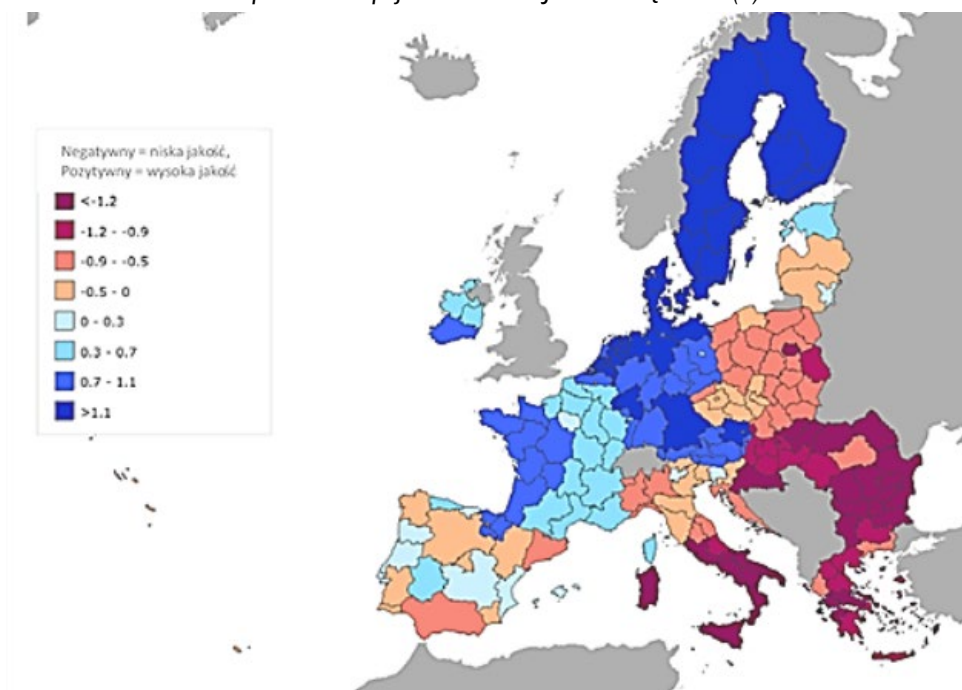 Negatywny = niska jakość,
Pozytywny = wysoka jakość
<-1.2
-1.2 - -0.9
-0.9 - -0.5
-0.5 - 0
0 - 0.3
0.3 - 0.7
0.7 - 1.1
>1.1